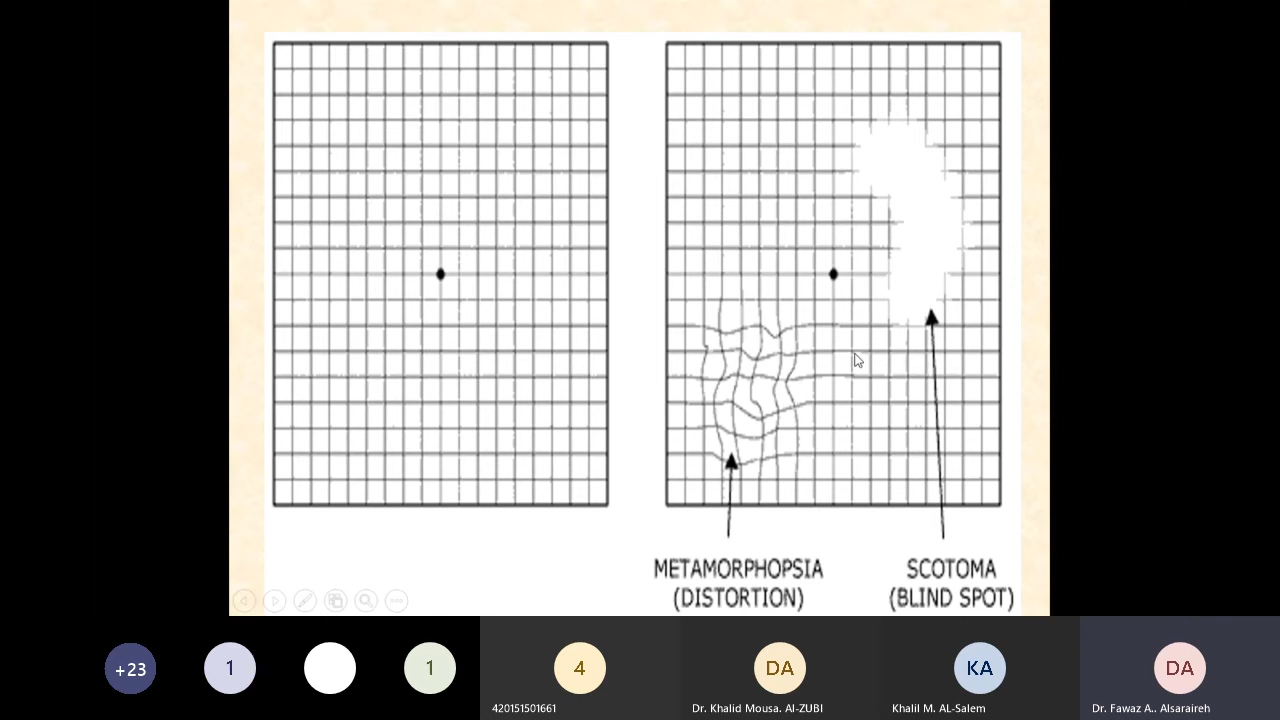 METAMORPHOPSIA
(DISTORTION)
SCOTOMA
(BLIND SPOT)
+23
1
1
4
DA
KA
DA
420151501661
Dr. Khalid Mousa. Al-ZUBI
Khalil M. AL-Salem
Dr. Fawaz A.. Alsaraireh